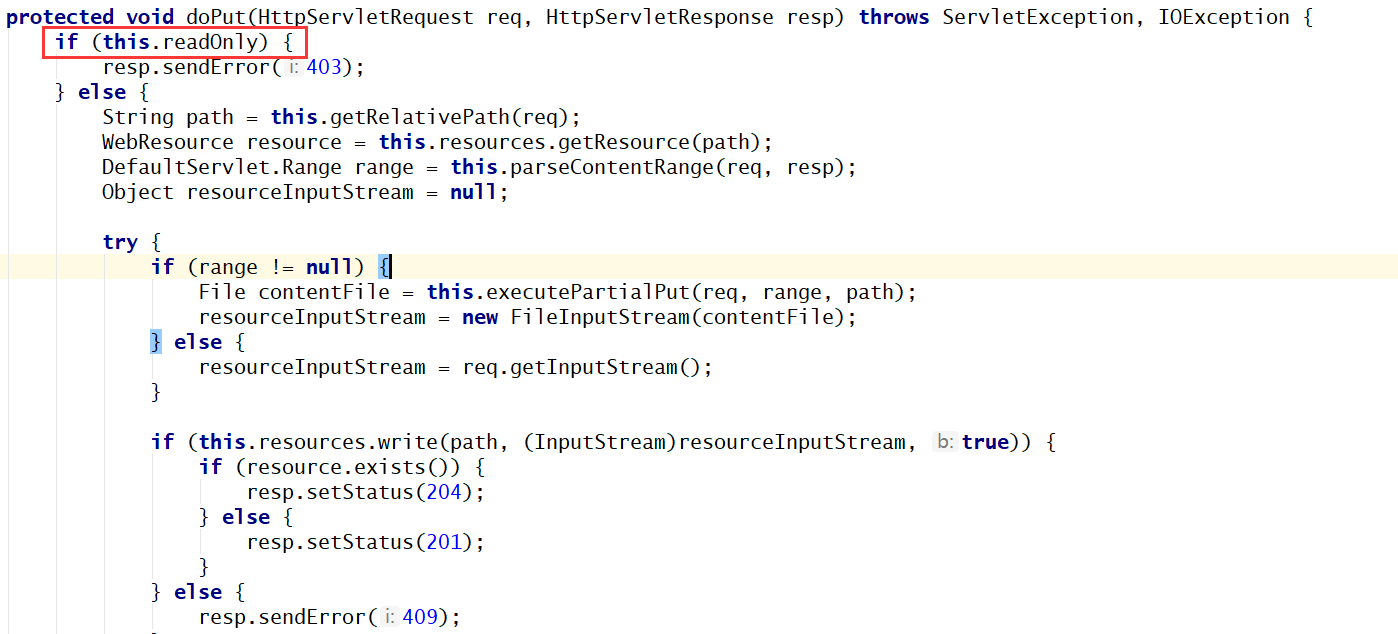 protected void doPut(HttpServletRequest req, HttpServletResponse resp) throws ServletException, IOException {
if (this.readOnly) {
resp.sendError( i: 403);
} else {
String path = this.getRelativePath(req);
WebResource resource = this.resources.getResource(path);
DefaultServlet.Range range = this.parseContentRange(req, resp);
Object resourceInputStream = null;
try {
if (range != null) {
File contentFile = this.executePartialPut(req, range, path);
resourceInputStream = new FileInputStream(contentFile);
} else {
resourceInputStream = req.getInputStream();
}
if (this.resources.write(path, (InputStream)resourceInputStream, b: true)) {
if (resource.exists()) {
resp.setStatus(204);
} else {
resp.setStatus(201);
}
} else {
resp.sendError( i: 409);